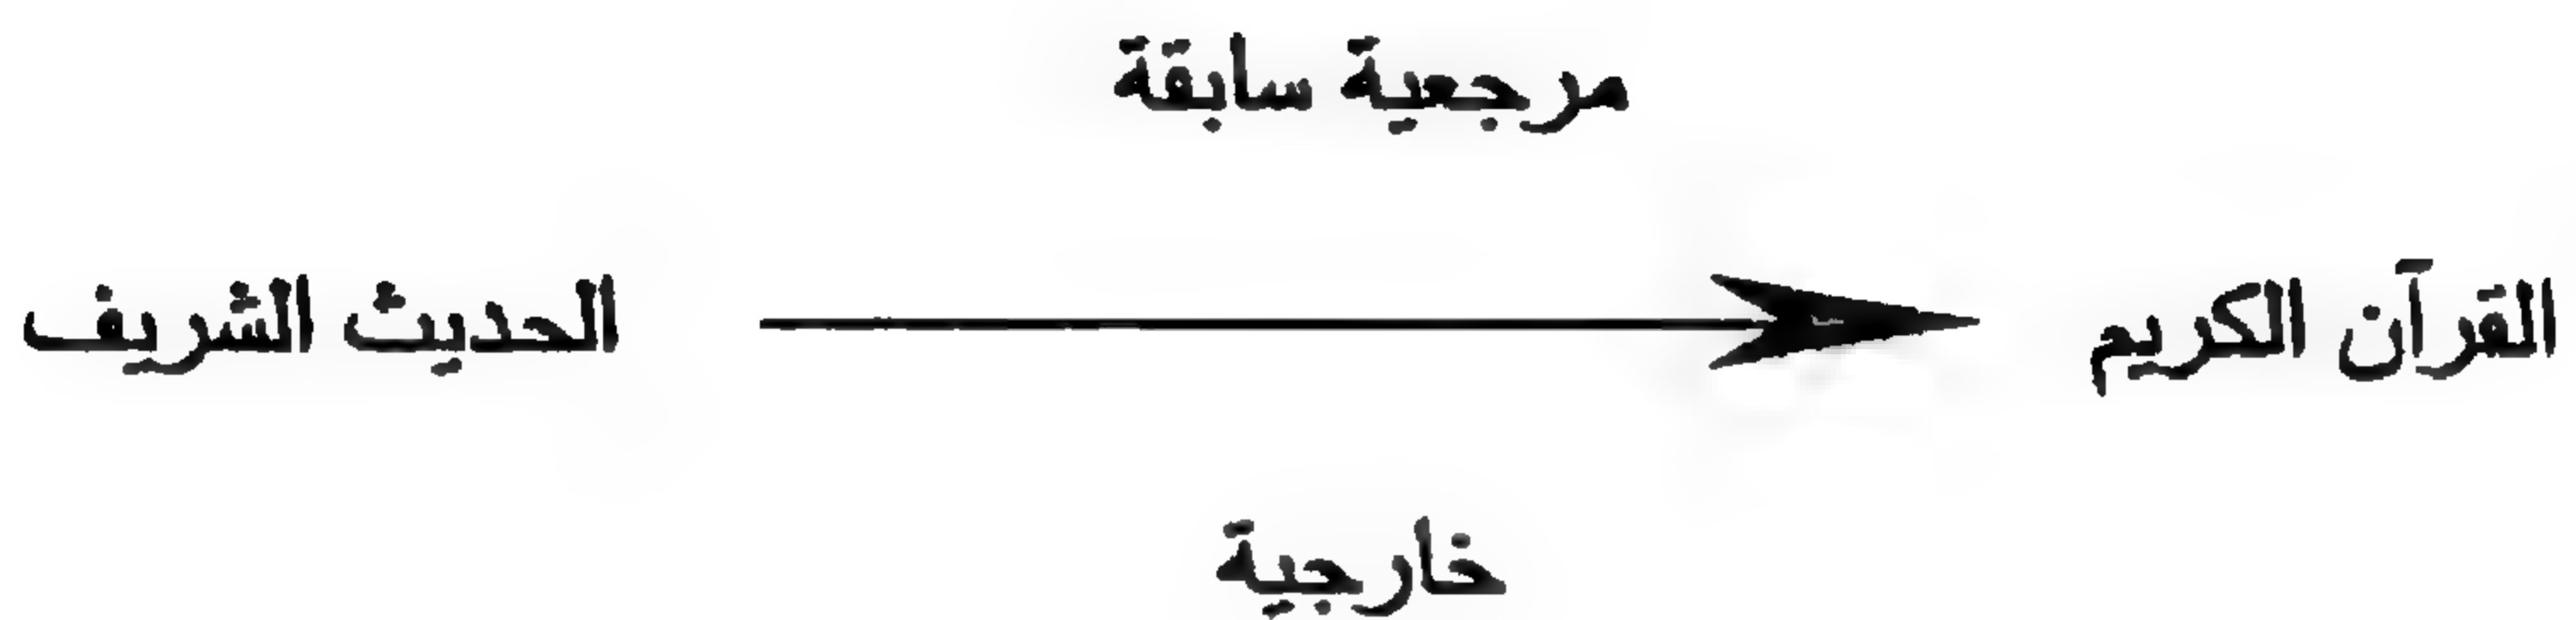 مرجعية سابقة
القرآن الكريم الحديث الشريف
خارجية